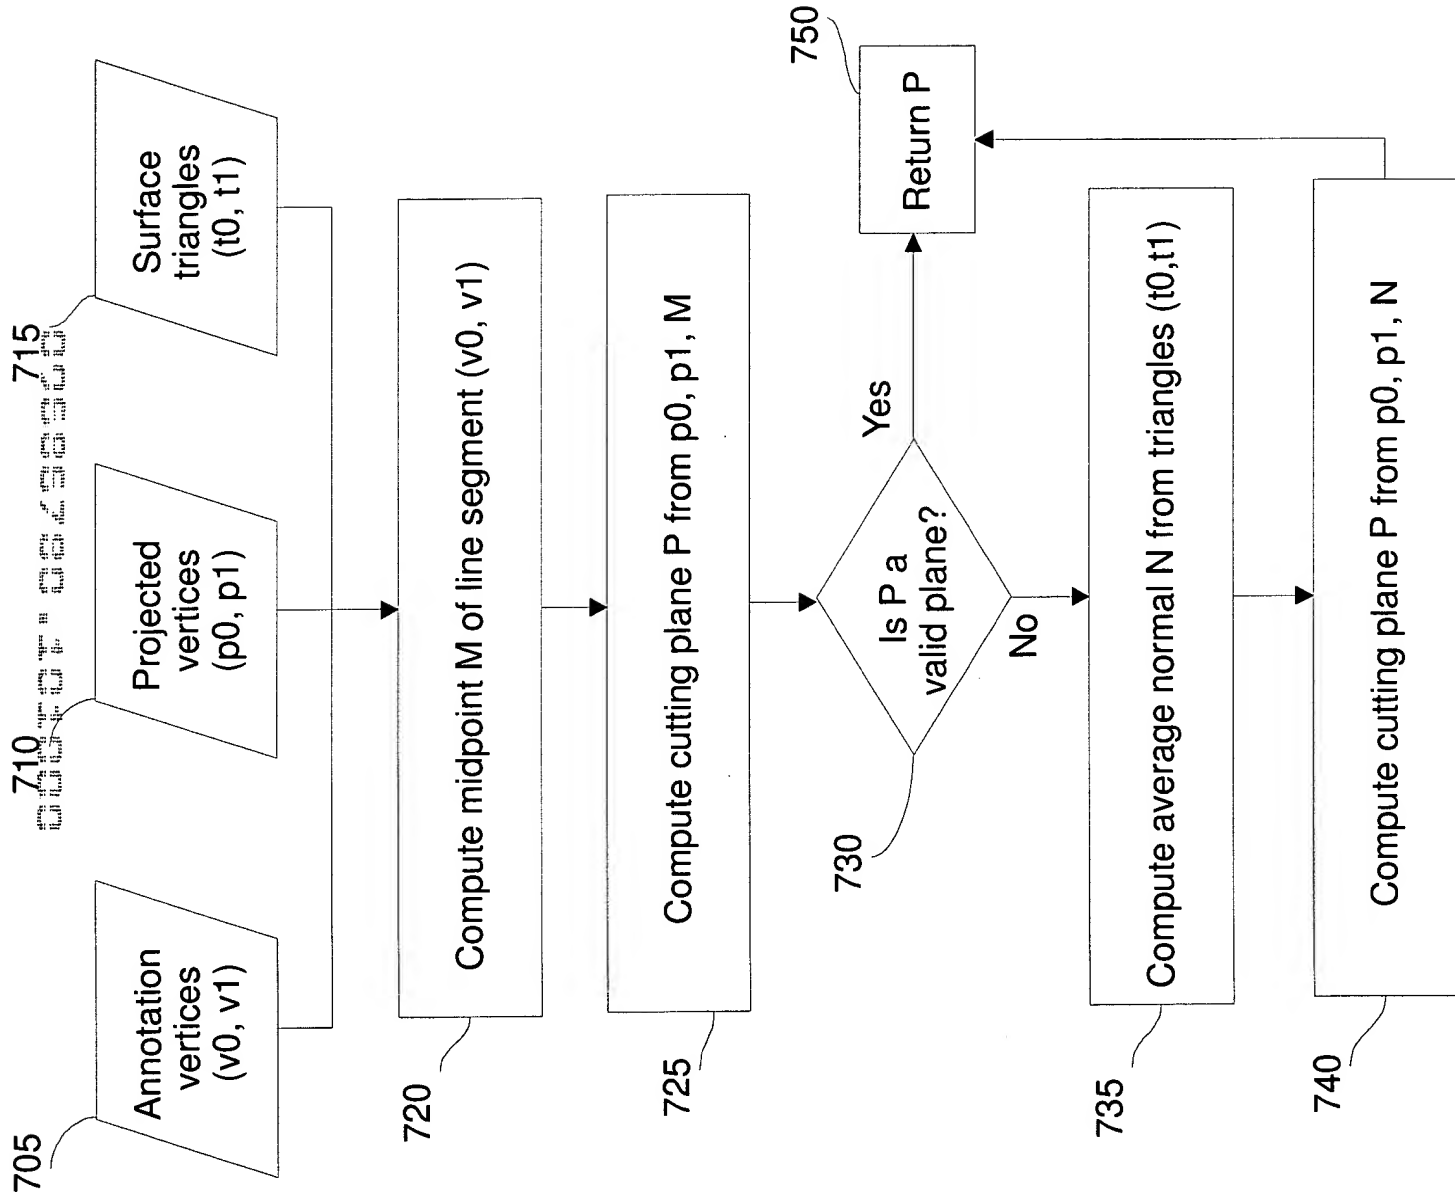 705
Annotation
vertices
(v0, v1)
710
Projected
vertices
(p0, p1)
715
Surface
triangles
(t0, t1)
09686780.101000
720
Compute midpoint M of line segment (v0, v1)
725
Compute cutting plane P from p0, p1, M
730
Is P a
valid plane?
Yes
No
750
Return P
735
Compute average normal N from triangles (t0,t1)
740
Compute cutting plane P from p0, p1, N